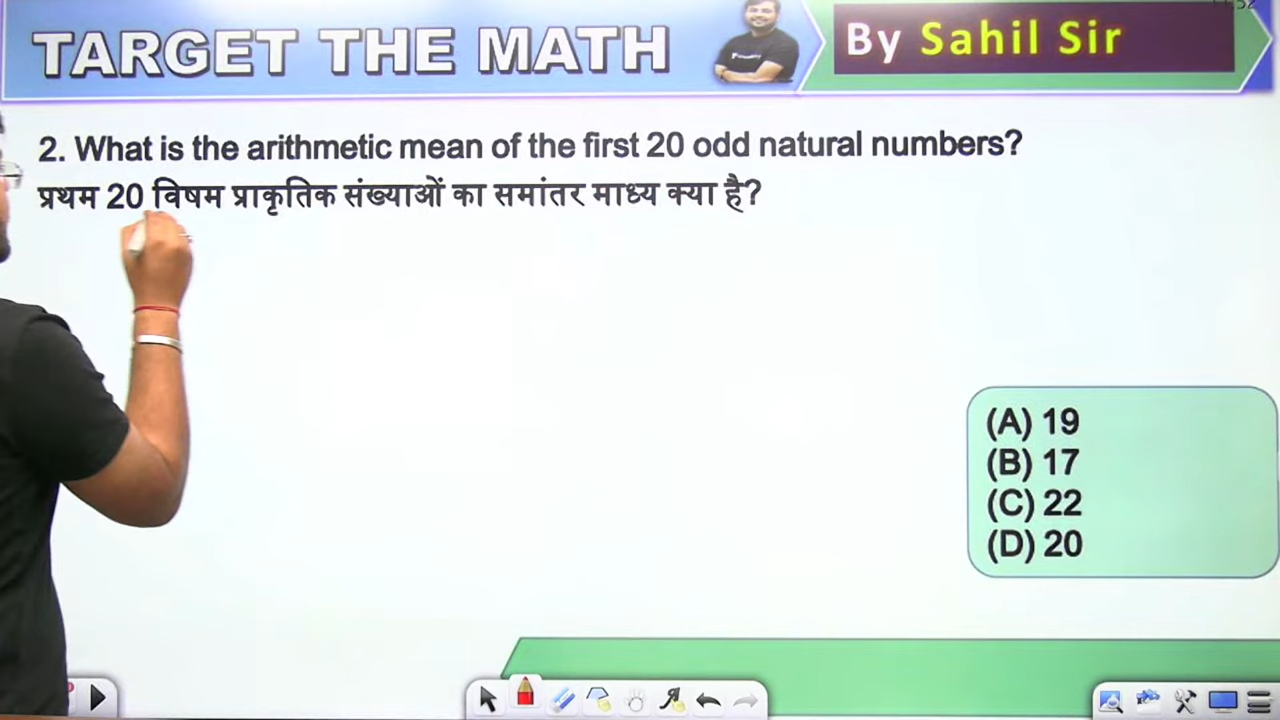 TARGET THE MATH
By Sahil Sir
2. What is the arithmetic mean of the first 20 odd natural numbers?
प्रथम 20 विषम प्राकृतिक संख्याओं का समांतर माध्य क्या है?
(A) 19
(B) 17
(C) 22
(D) 20